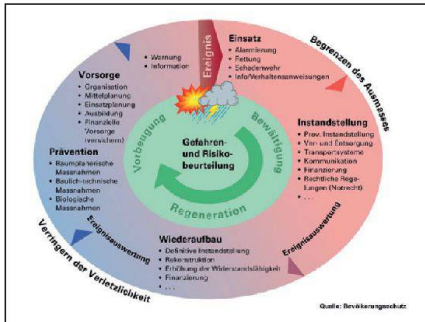 Ereignis
Einsatz
• Alarmierung
• Rettung
• Schadenwehr
• Info/Verhaltensanweisungen
Begrenzen des Ausmasses
Instandstellung
• Prov. Instandstellung
• Ver- und Entsorgung
• Transportsysteme
• Kommunikation
• Finanzierung
• Rechtliche Rege-
lungen (Notrecht)
• ...
Ereignisauswertung
Wiederaufbau
• Definitive Instandstellung
• Rekonstruktion
• Erhöhung der Widerstandsfähigkeit
• Finanzierung
• ...
Ereignisauswertung
Verringern der Verletzlichkeit
Prävention
• Raumplanerische
Massnahmen
• Baulich-technische
Massnahmen
• Biologische
Massnahmen
Vorsorge
• Organisation
• Mittelplanung
• Einsatzplanung
• Ausbildung
• Finanzielle
Vorsorge
(versichern)
• Warnung
• Information
Vorbeugung
Bewältigung
Regeneration
Gefahren-
und Risiko-
beurteilung
Quelle: Bevölkerungsschutz